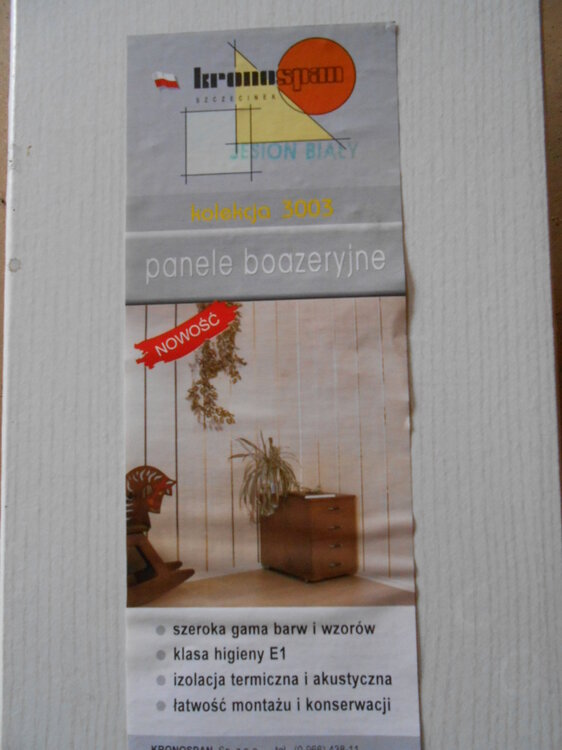 kronospan
SZCZECINEK
JESION BIAŁY
kolekcja 3003
panele boazeryjne
NOWOŚĆ
szeroka gama barw i wzorów
klasa higieny E1
izolacja termiczna i akustyczna
łatwość montażu i konserwacji
KRONOSPAN